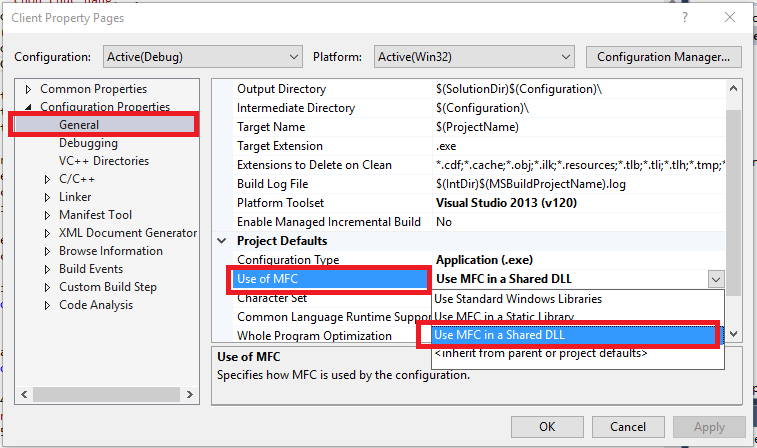 Client Property Pages
? ×
Configuration: Active(Debug) Platform: Active(Win32) Configuration Manager...
Common Properties
Configuration Properties
General
Debugging
VC++ Directories
C/C++
Linker
Manifest Tool
XML Document Generator
Browse Information
Build Events
Custom Build Step
Code Analysis
Output Directory $(SolutionDir)$(Configuration)\
Intermediate Directory $(Configuration)\
Target Name $(ProjectName)
Target Extension .exe
Extensions to Delete on Clean *.cdf;*.cache;*.obj;*.ilk;*.resources;*.tlb;*.tli;*.tlh;*.tmp;*
Build Log File $(IntDir)$(MSBuildProjectName).log
Platform Toolset Visual Studio 2013 (v120)
Enable Managed Incremental Build No
Project Defaults
Configuration Type Application (.exe)
Use of MFC Use MFC in a Shared DLL
Character Set Use Standard Windows Libraries
Common Language Runtime Suppo Use MFC in a Static Library
Whole Program Optimization Use MFC in a Shared DLL
<inherit from parent or project defaults>
Use of MFC
Specifies how MFC is used by the configuration.
OK Cancel Apply